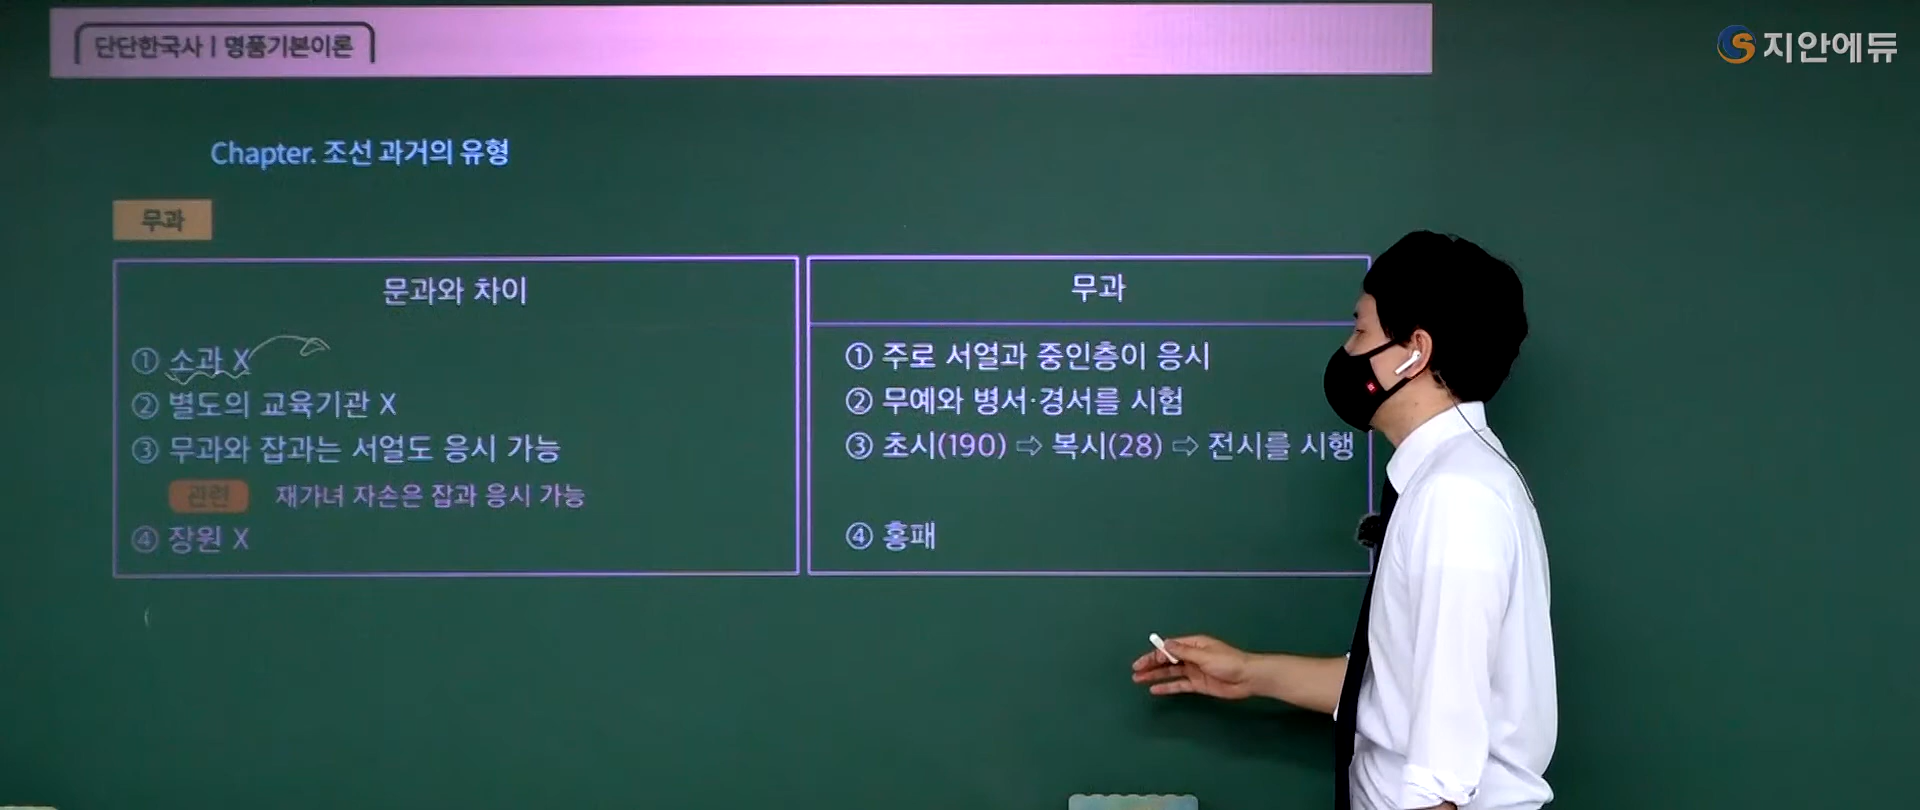 단단한국사 | 명품기본이론
지안에듀
Chapter. 조선 과거의 유형
무과
문과와 차이
① 소과 X
② 별도의 교육기관 X
③ 무과와 잡과는 서얼도 응시 가능
관련 재가녀 자손은 잡과 응시 가능
④ 장원 X
무과
① 주로 서열과 중인층이 응시
② 무예와 병서·경서를 시험
③ 초시(190) ⇨ 복시(28) ⇨ 전시를 시행
④ 홍패